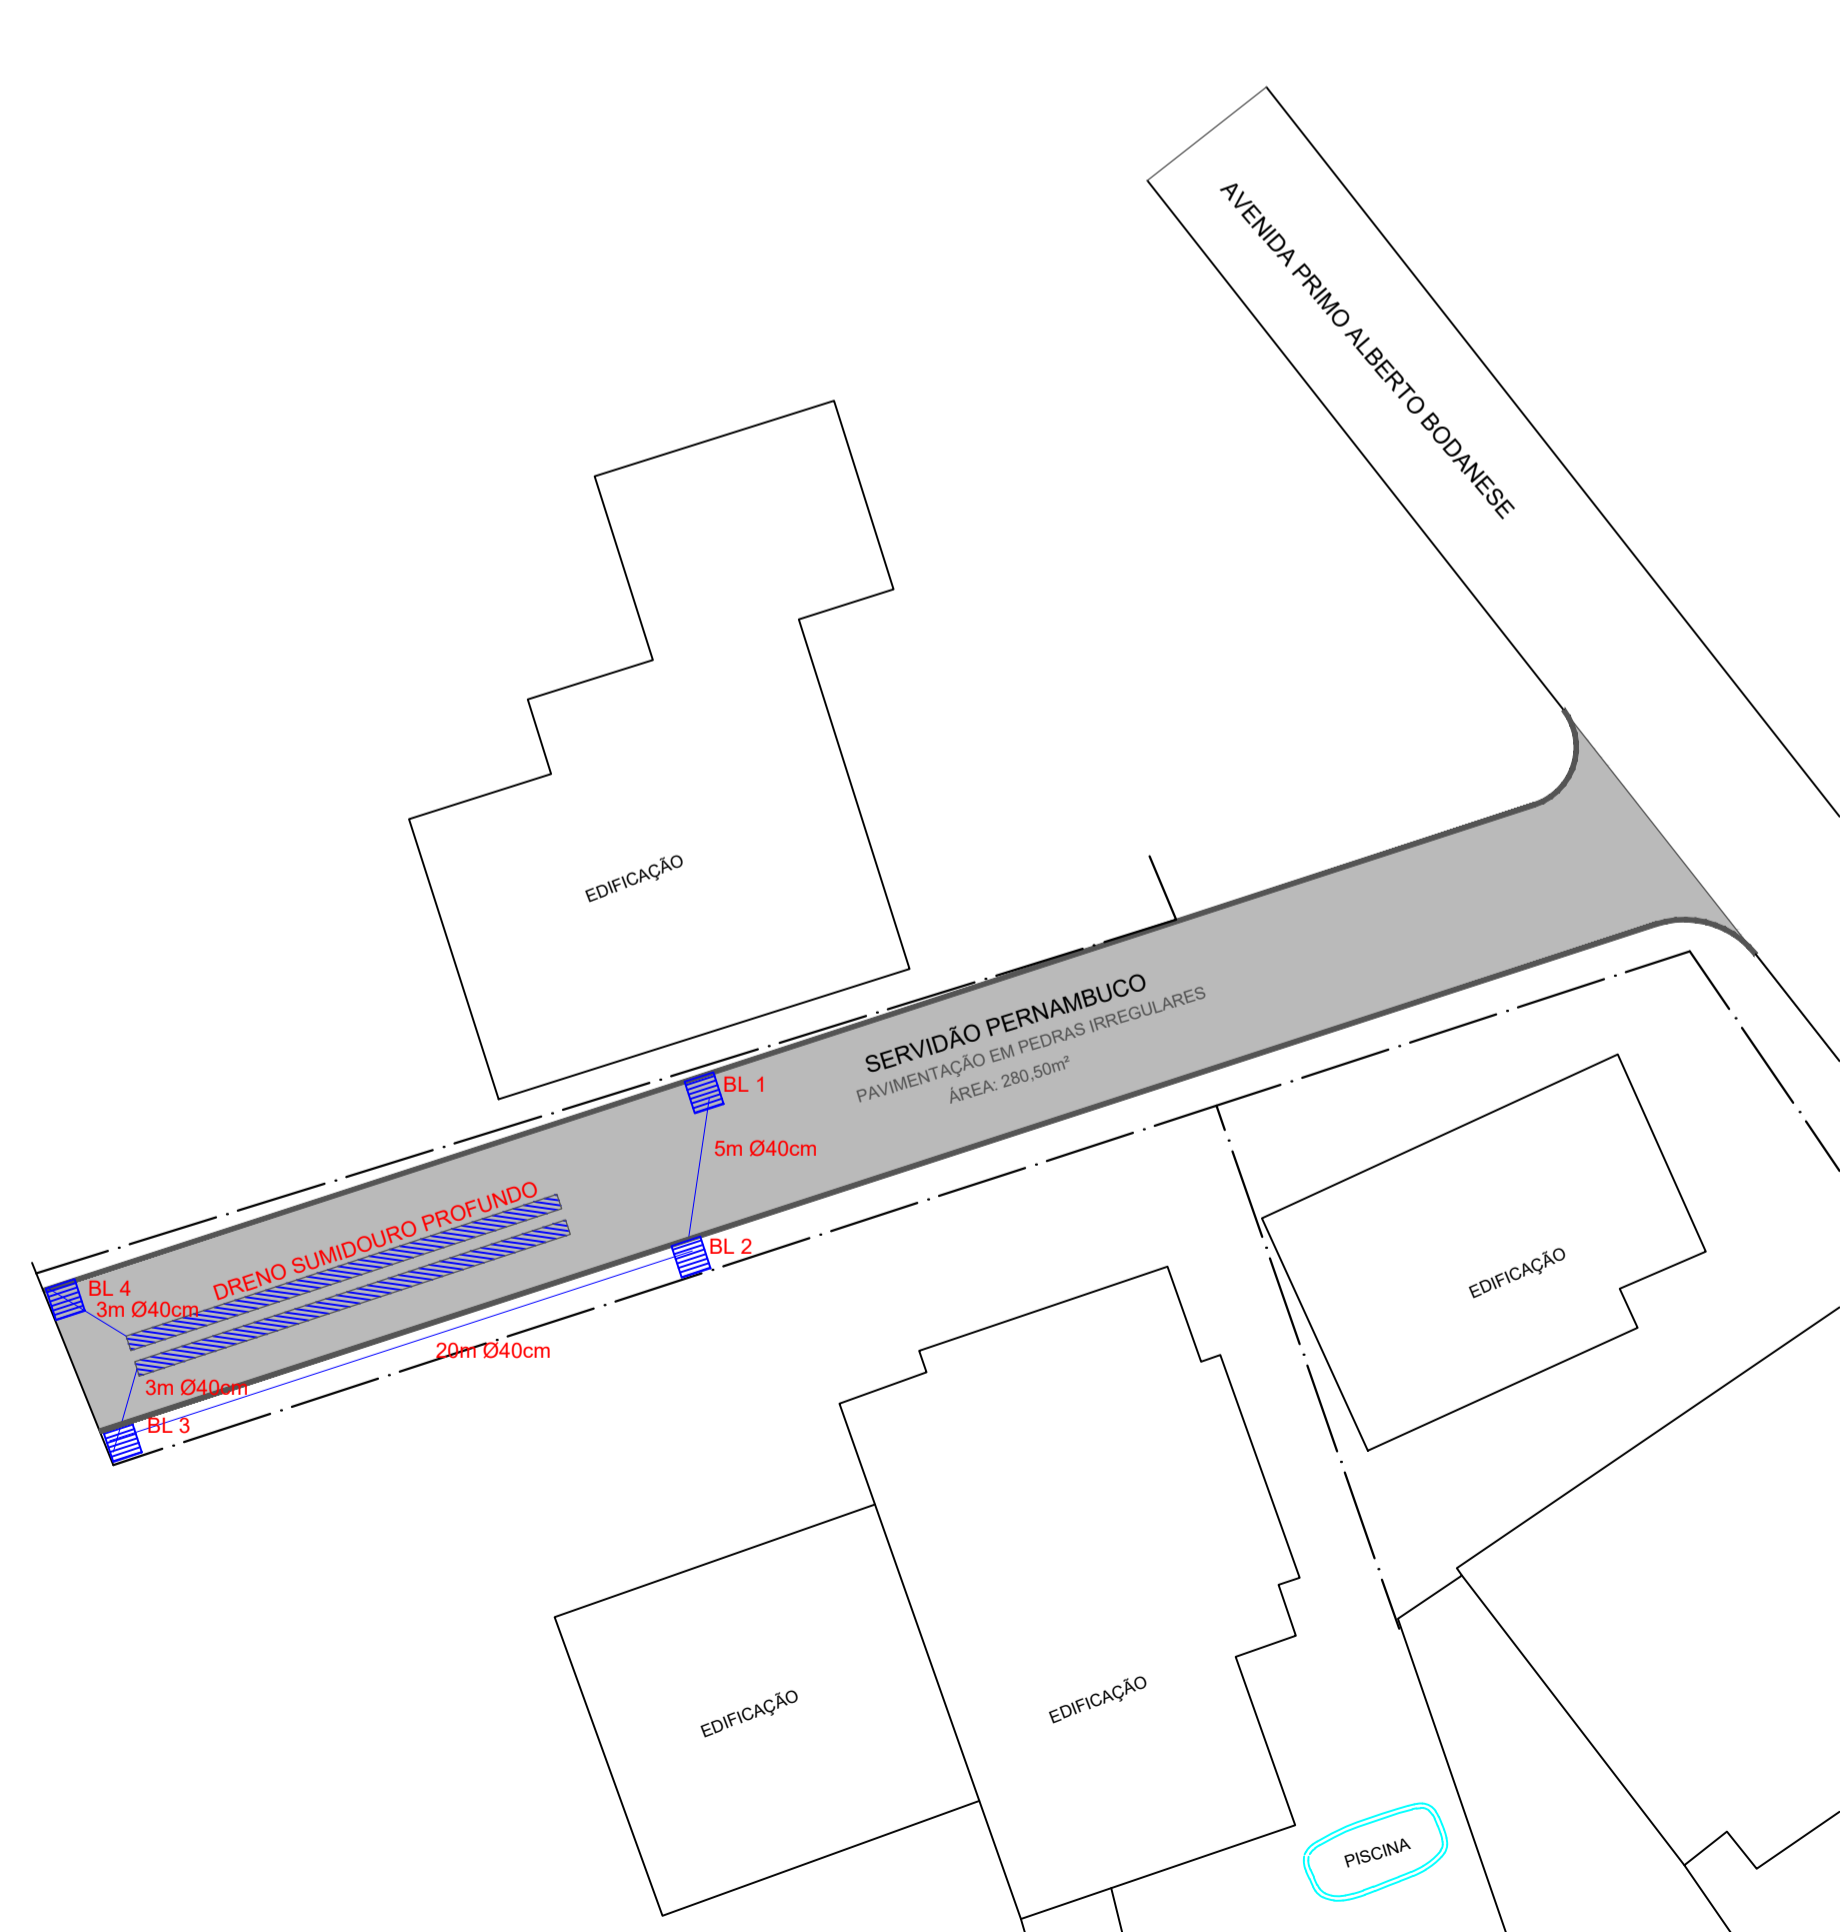 AVENIDA PRIMO ALBERTO BODANESE
EDIFICAÇÃO
SERVIDÃO PERNAMBUCO
PAVIMENTAÇÃO EM PEDRAS IRREGULARES
ÁREA: 280,50m²
BL 1
5m Ø40cm
DRENO SUMIDOURO PROFUNDO
BL 2
BL 4
3m Ø40cm
20m Ø40cm
3m Ø40cm
BL 3
EDIFICAÇÃO
EDIFICAÇÃO
EDIFICAÇÃO
PISCINA